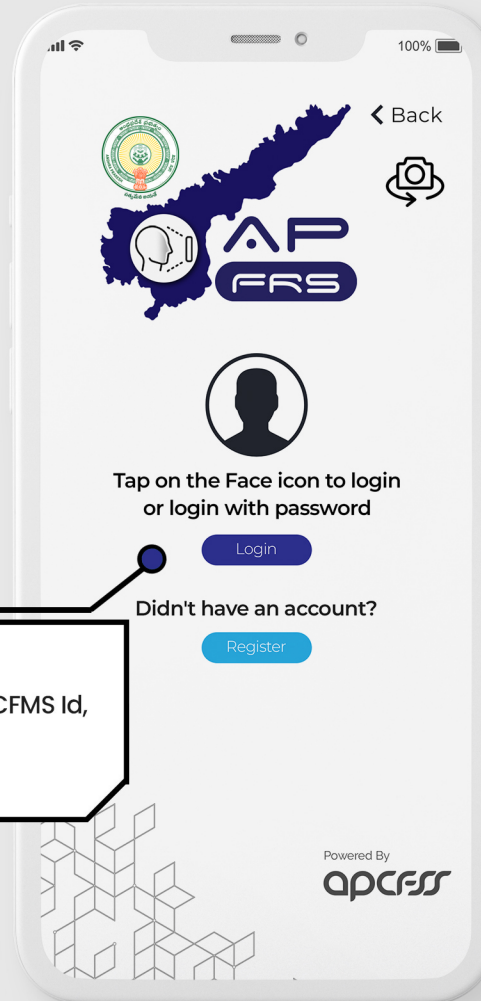 100%
Back
AP
FRS
Tap on the Face icon to login
or login with password
Login
Didn't have an account?
CFMS Id,
Register
Powered By
apcfss